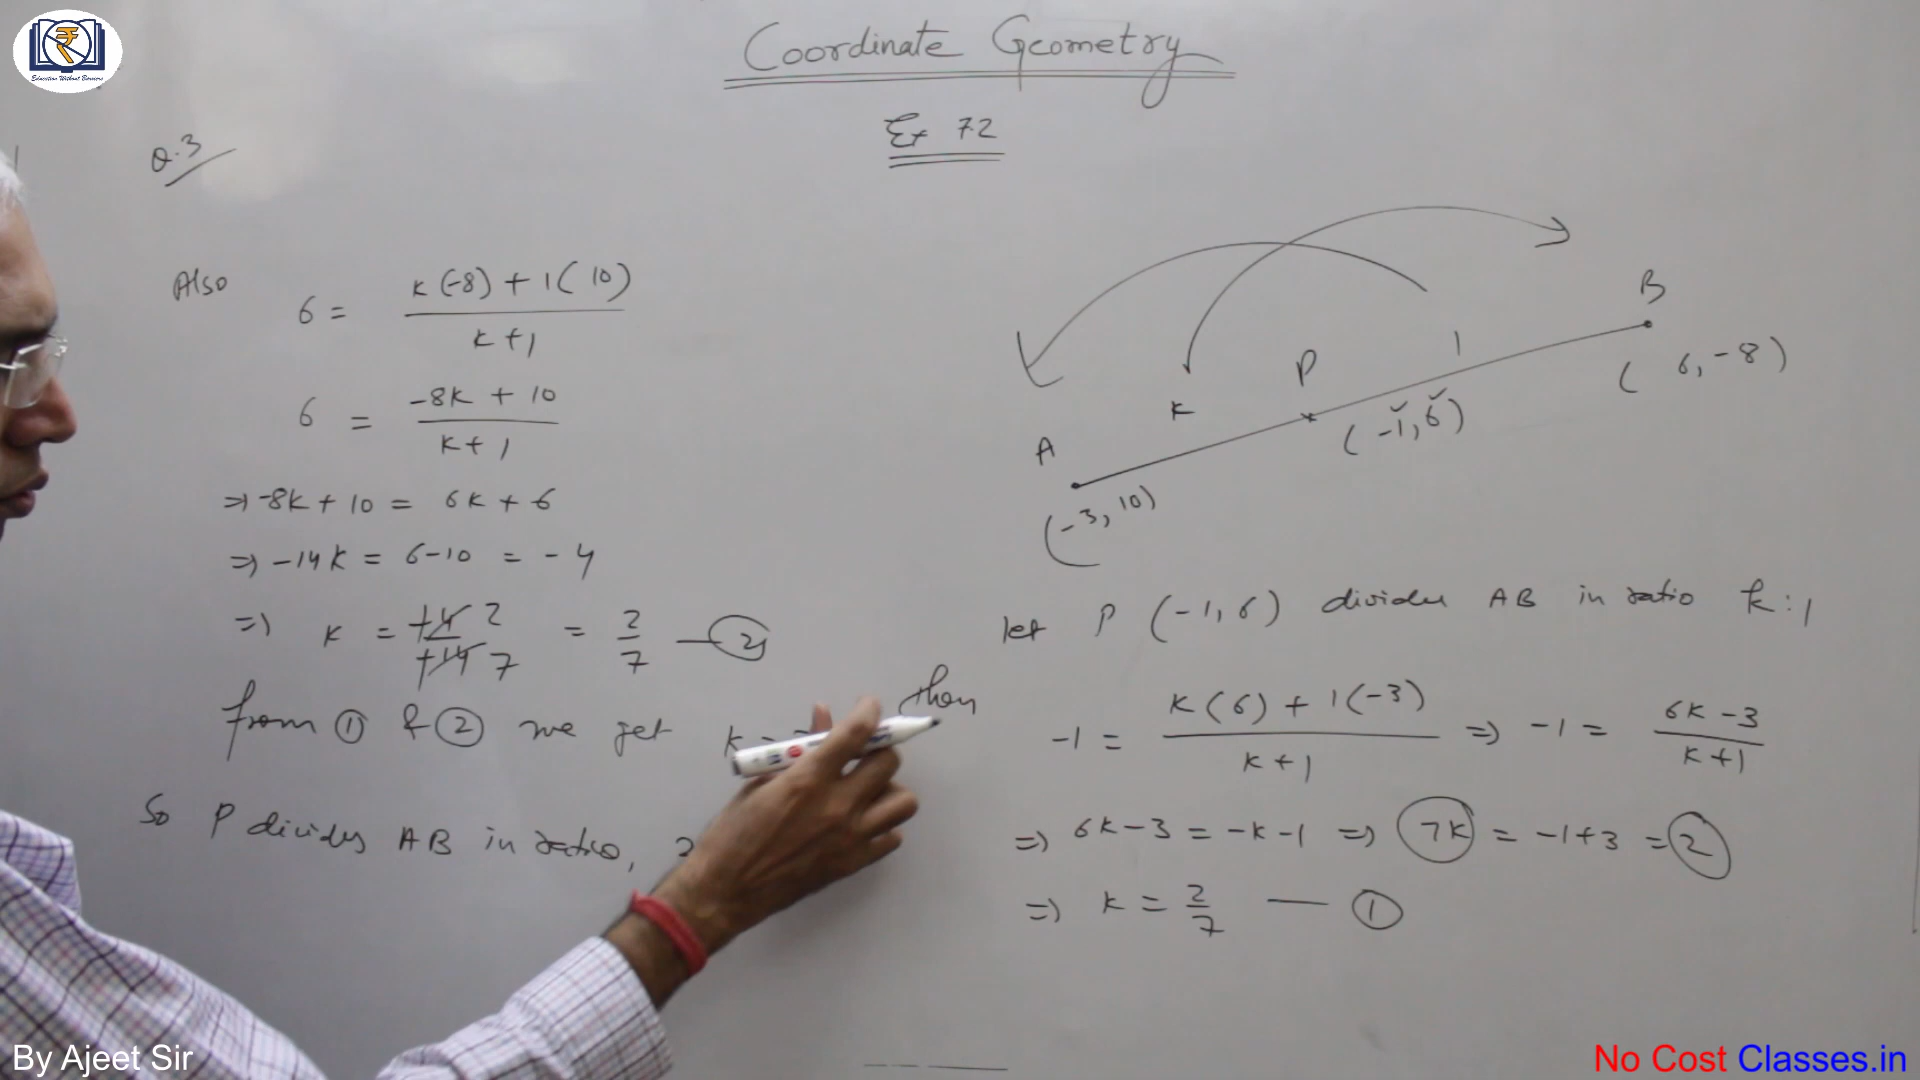 Education Without Barriers
Coordinate Geometry
Ex 7.2
Q.3
Also 6 = k(-8) + 1(10) / k+1
6 = -8k + 10 / k+1
=> -8k + 10 = 6k + 6
=> -14k = 6-10 = -4
=> k = +4 2 / +14 7 = 2/7 — 2
from ① & ② we get k =
So P divides AB in ratio, 2
A
(-3, 10)
k
P
(-1, 6)
1
B
(6, -8)
let P (-1, 6) divides AB in ratio k:1
then
-1 = k(6) + 1(-3) / k+1 => -1 = 6k-3 / k+1
=> 6k-3 = -k-1 => 7k = -1+3 = 2
=> k = 2/7 — ①
By Ajeet Sir
No Cost Classes.in